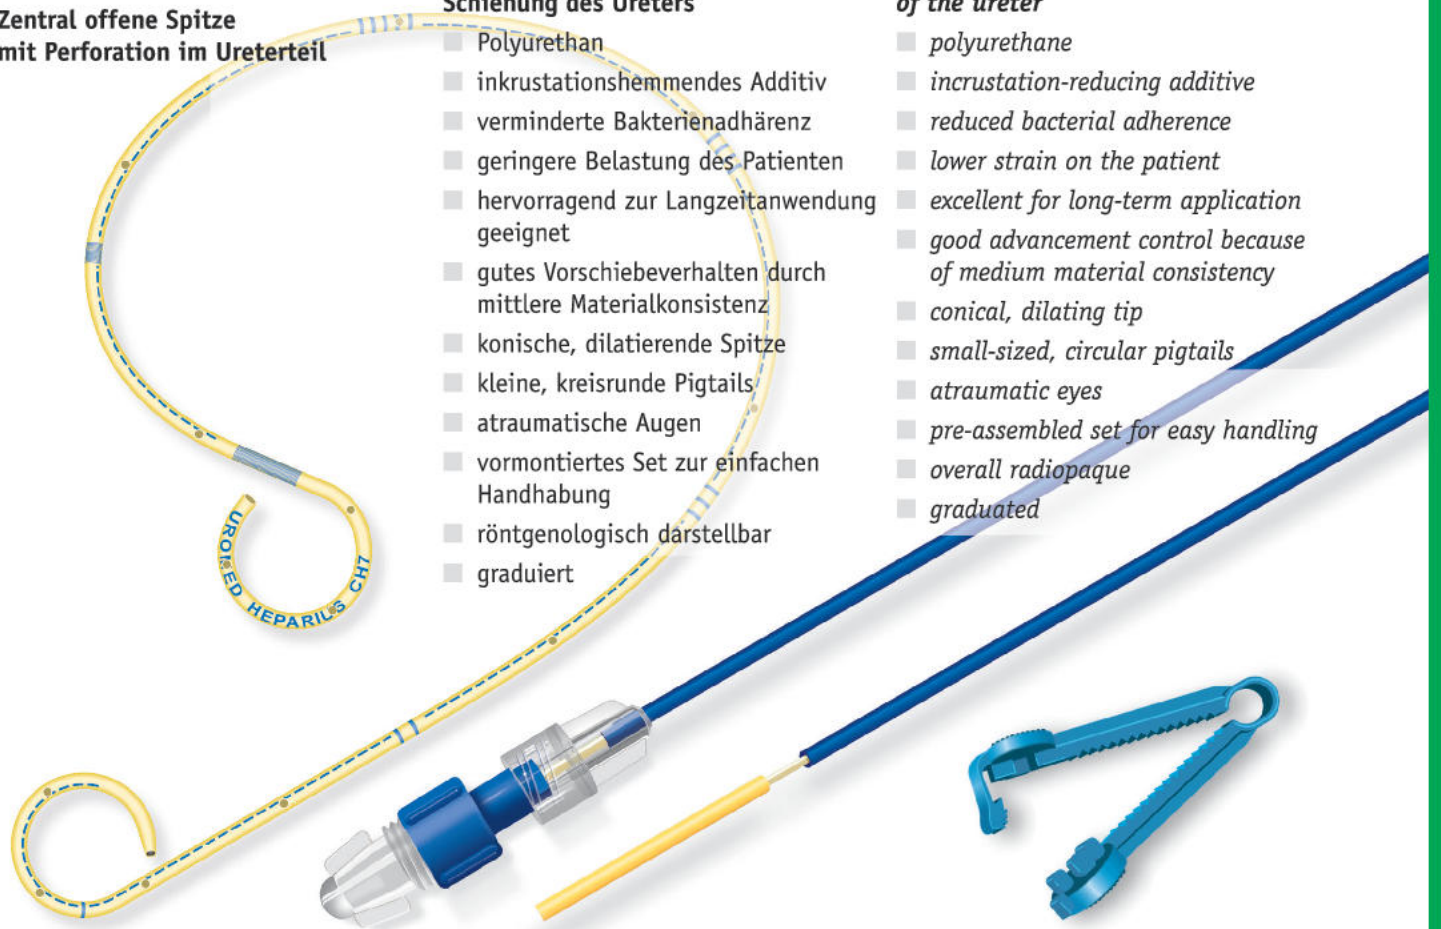 Zentral offene Spitze
mit Perforation im Ureterteil
Schienung des Ureters
Polyurethan
inkrustationshemmendes Additiv
verminderte Bakterienadhärenz
geringere Belastung des Patienten
hervorragend zur Langzeitanwendung
geeignet
gutes Vorschiebeverhalten durch
mittlere Materialkonsistenz
konische, dilatierende Spitze
kleine, kreisrunde Pigtails
atraumatische Augen
vormontiertes Set zur einfachen
Handhabung
röntgenologisch darstellbar
graduiert
of the ureter
polyurethane
incrustation-reducing additive
reduced bacterial adherence
lower strain on the patient
excellent for long-term application
good advancement control because
of medium material consistency
conical, dilating tip
small-sized, circular pigtails
atraumatic eyes
pre-assembled set for easy handling
overall radiopaque
graduated
UROMED HEPARIUS CH7